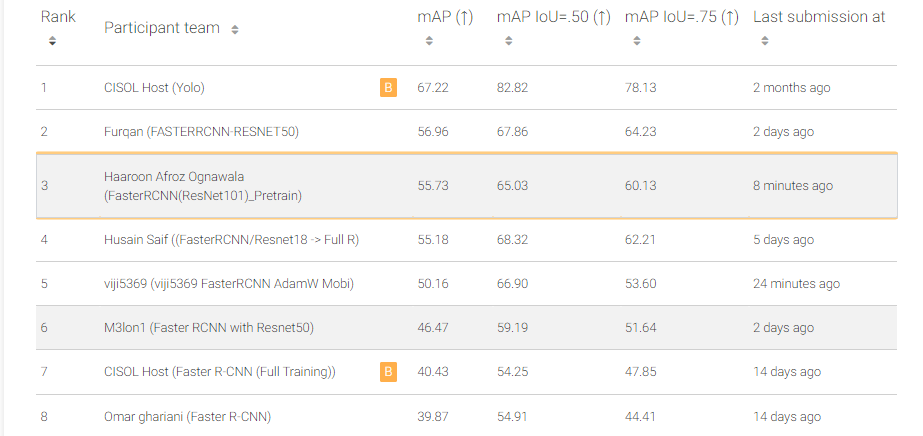 Rank Participant team mAP (↑) mAP IoU=.50 (↑) mAP IoU=.75 (↑) Last submission at
1 CISOL Host (Yolo) B 67.22 82.82 78.13 2 months ago
2 Furqan (FASTERRCNN-RESNET50) 56.96 67.86 64.23 2 days ago
3 Haaroon Afroz Ognawala (FasterRCNN(ResNet101)_Pretrain) 55.73 65.03 60.13 8 minutes ago
4 Husain Saif ((FasterRCNN/Resnet18 -> Full R) 55.18 68.32 62.21 5 days ago
5 viji5369 (viji5369 FasterRCNN AdamW Mobi) 50.16 66.90 53.60 24 minutes ago
6 M3lon1 (Faster RCNN with Resnet50) 46.47 59.19 51.64 2 days ago
7 CISOL Host (Faster R-CNN (Full Training)) B 40.43 54.25 47.85 14 days ago
8 Omar ghariani (Faster R-CNN) 39.87 54.91 44.41 14 days ago